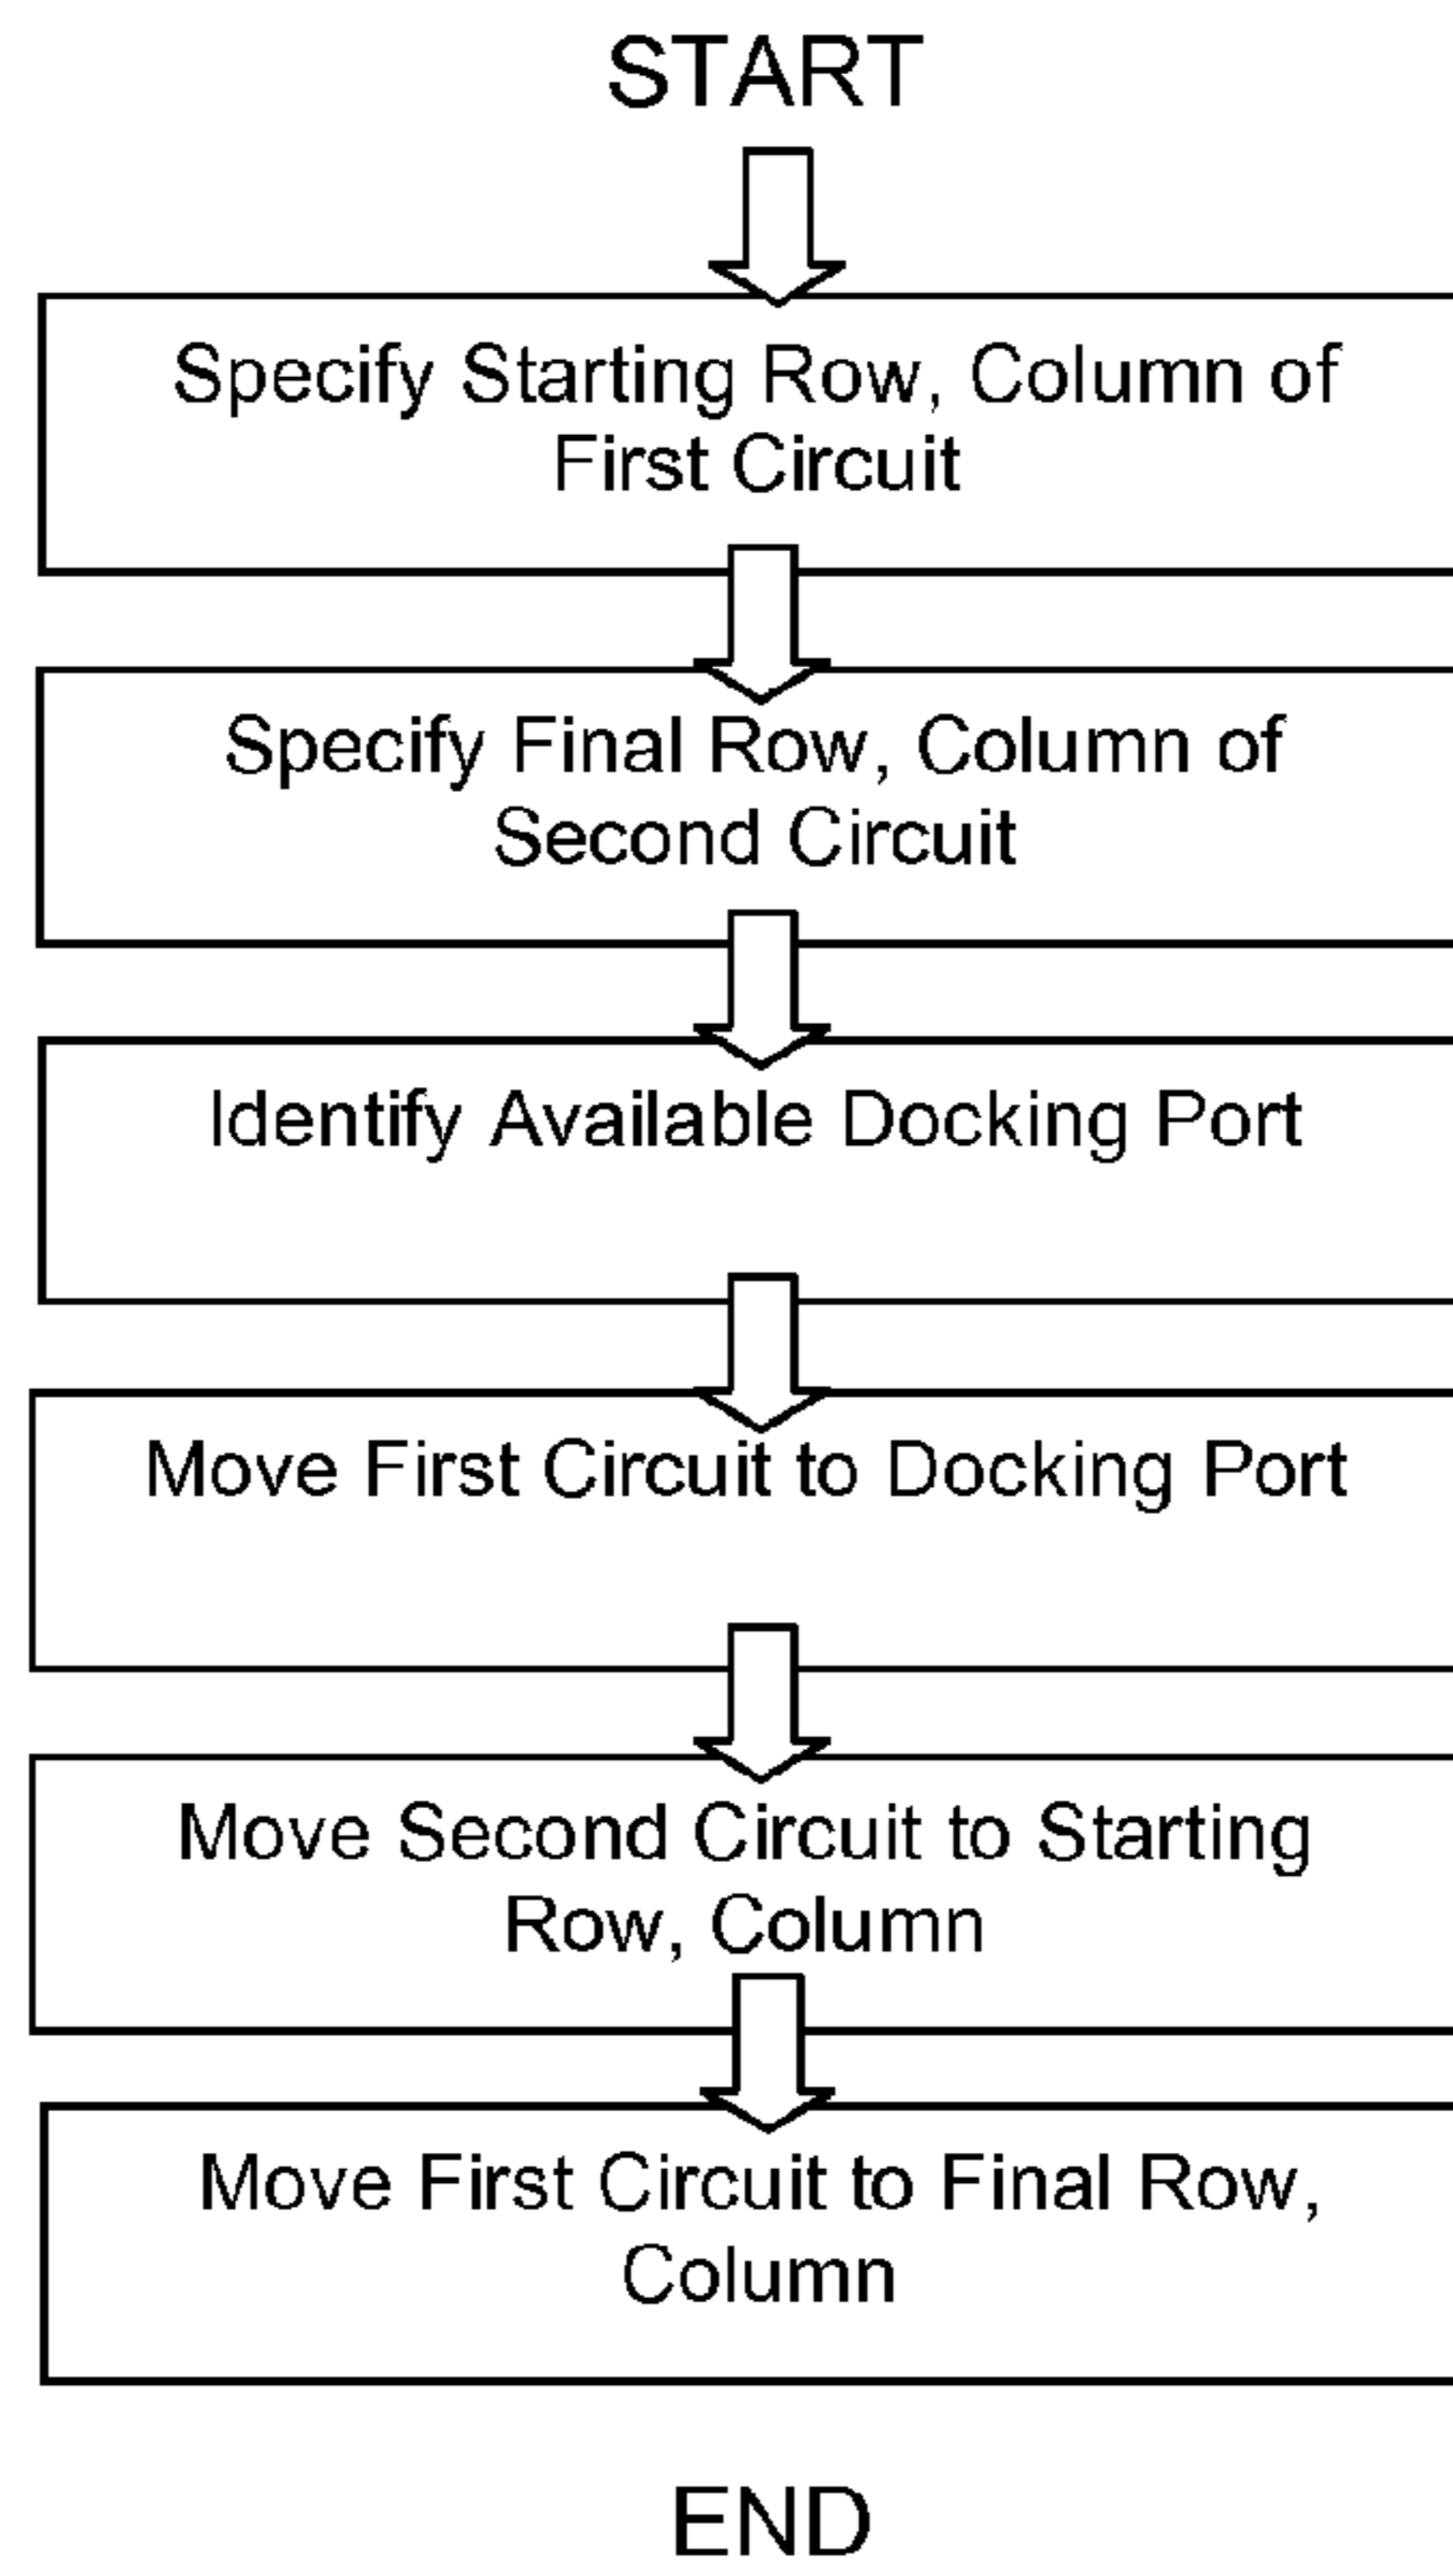 START
Specify Starting Row, Column of
First Circuit
Specify Final Row, Column of
Second Circuit
Identify Available Docking Port
Move First Circuit to Docking Port
Move Second Circuit to Starting
Row, Column
Move First Circuit to Final Row,
Column
END